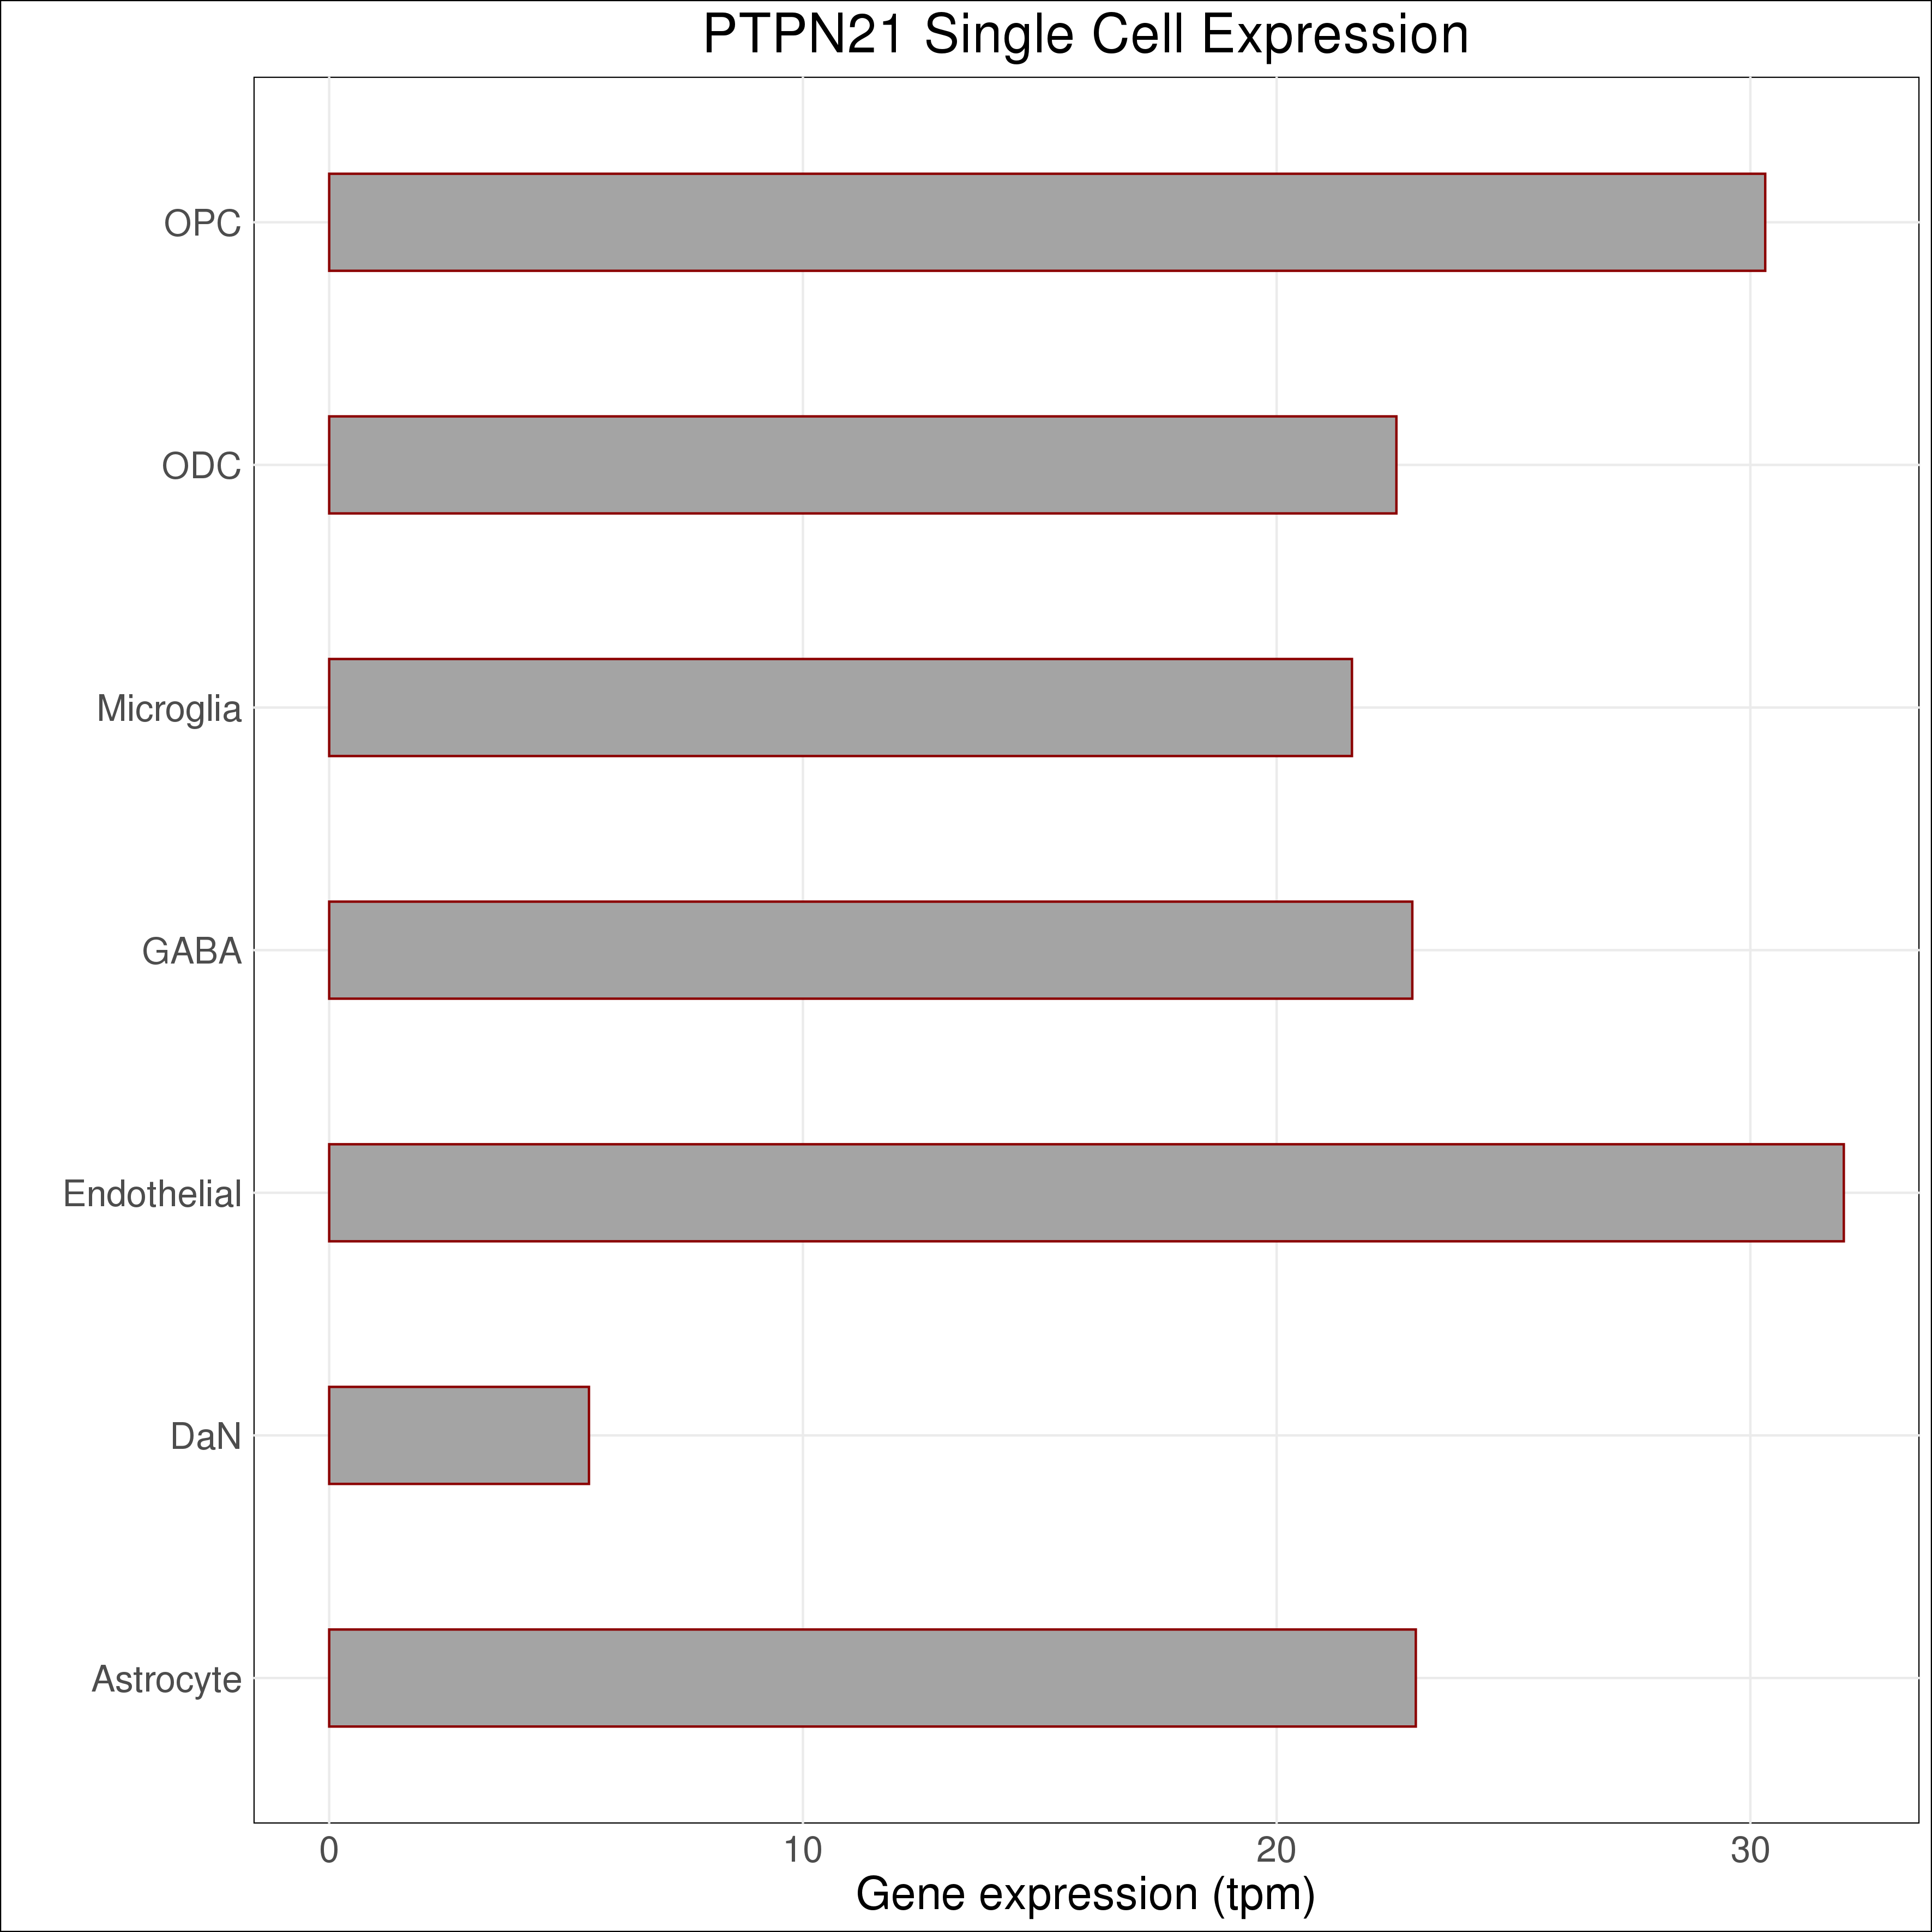 PTPN21 Single Cell Expression
OPC
ODC
Microglia
GABA
Endothelial
DaN
Astrocyte
0 10 20 30
Gene expression (tpm)